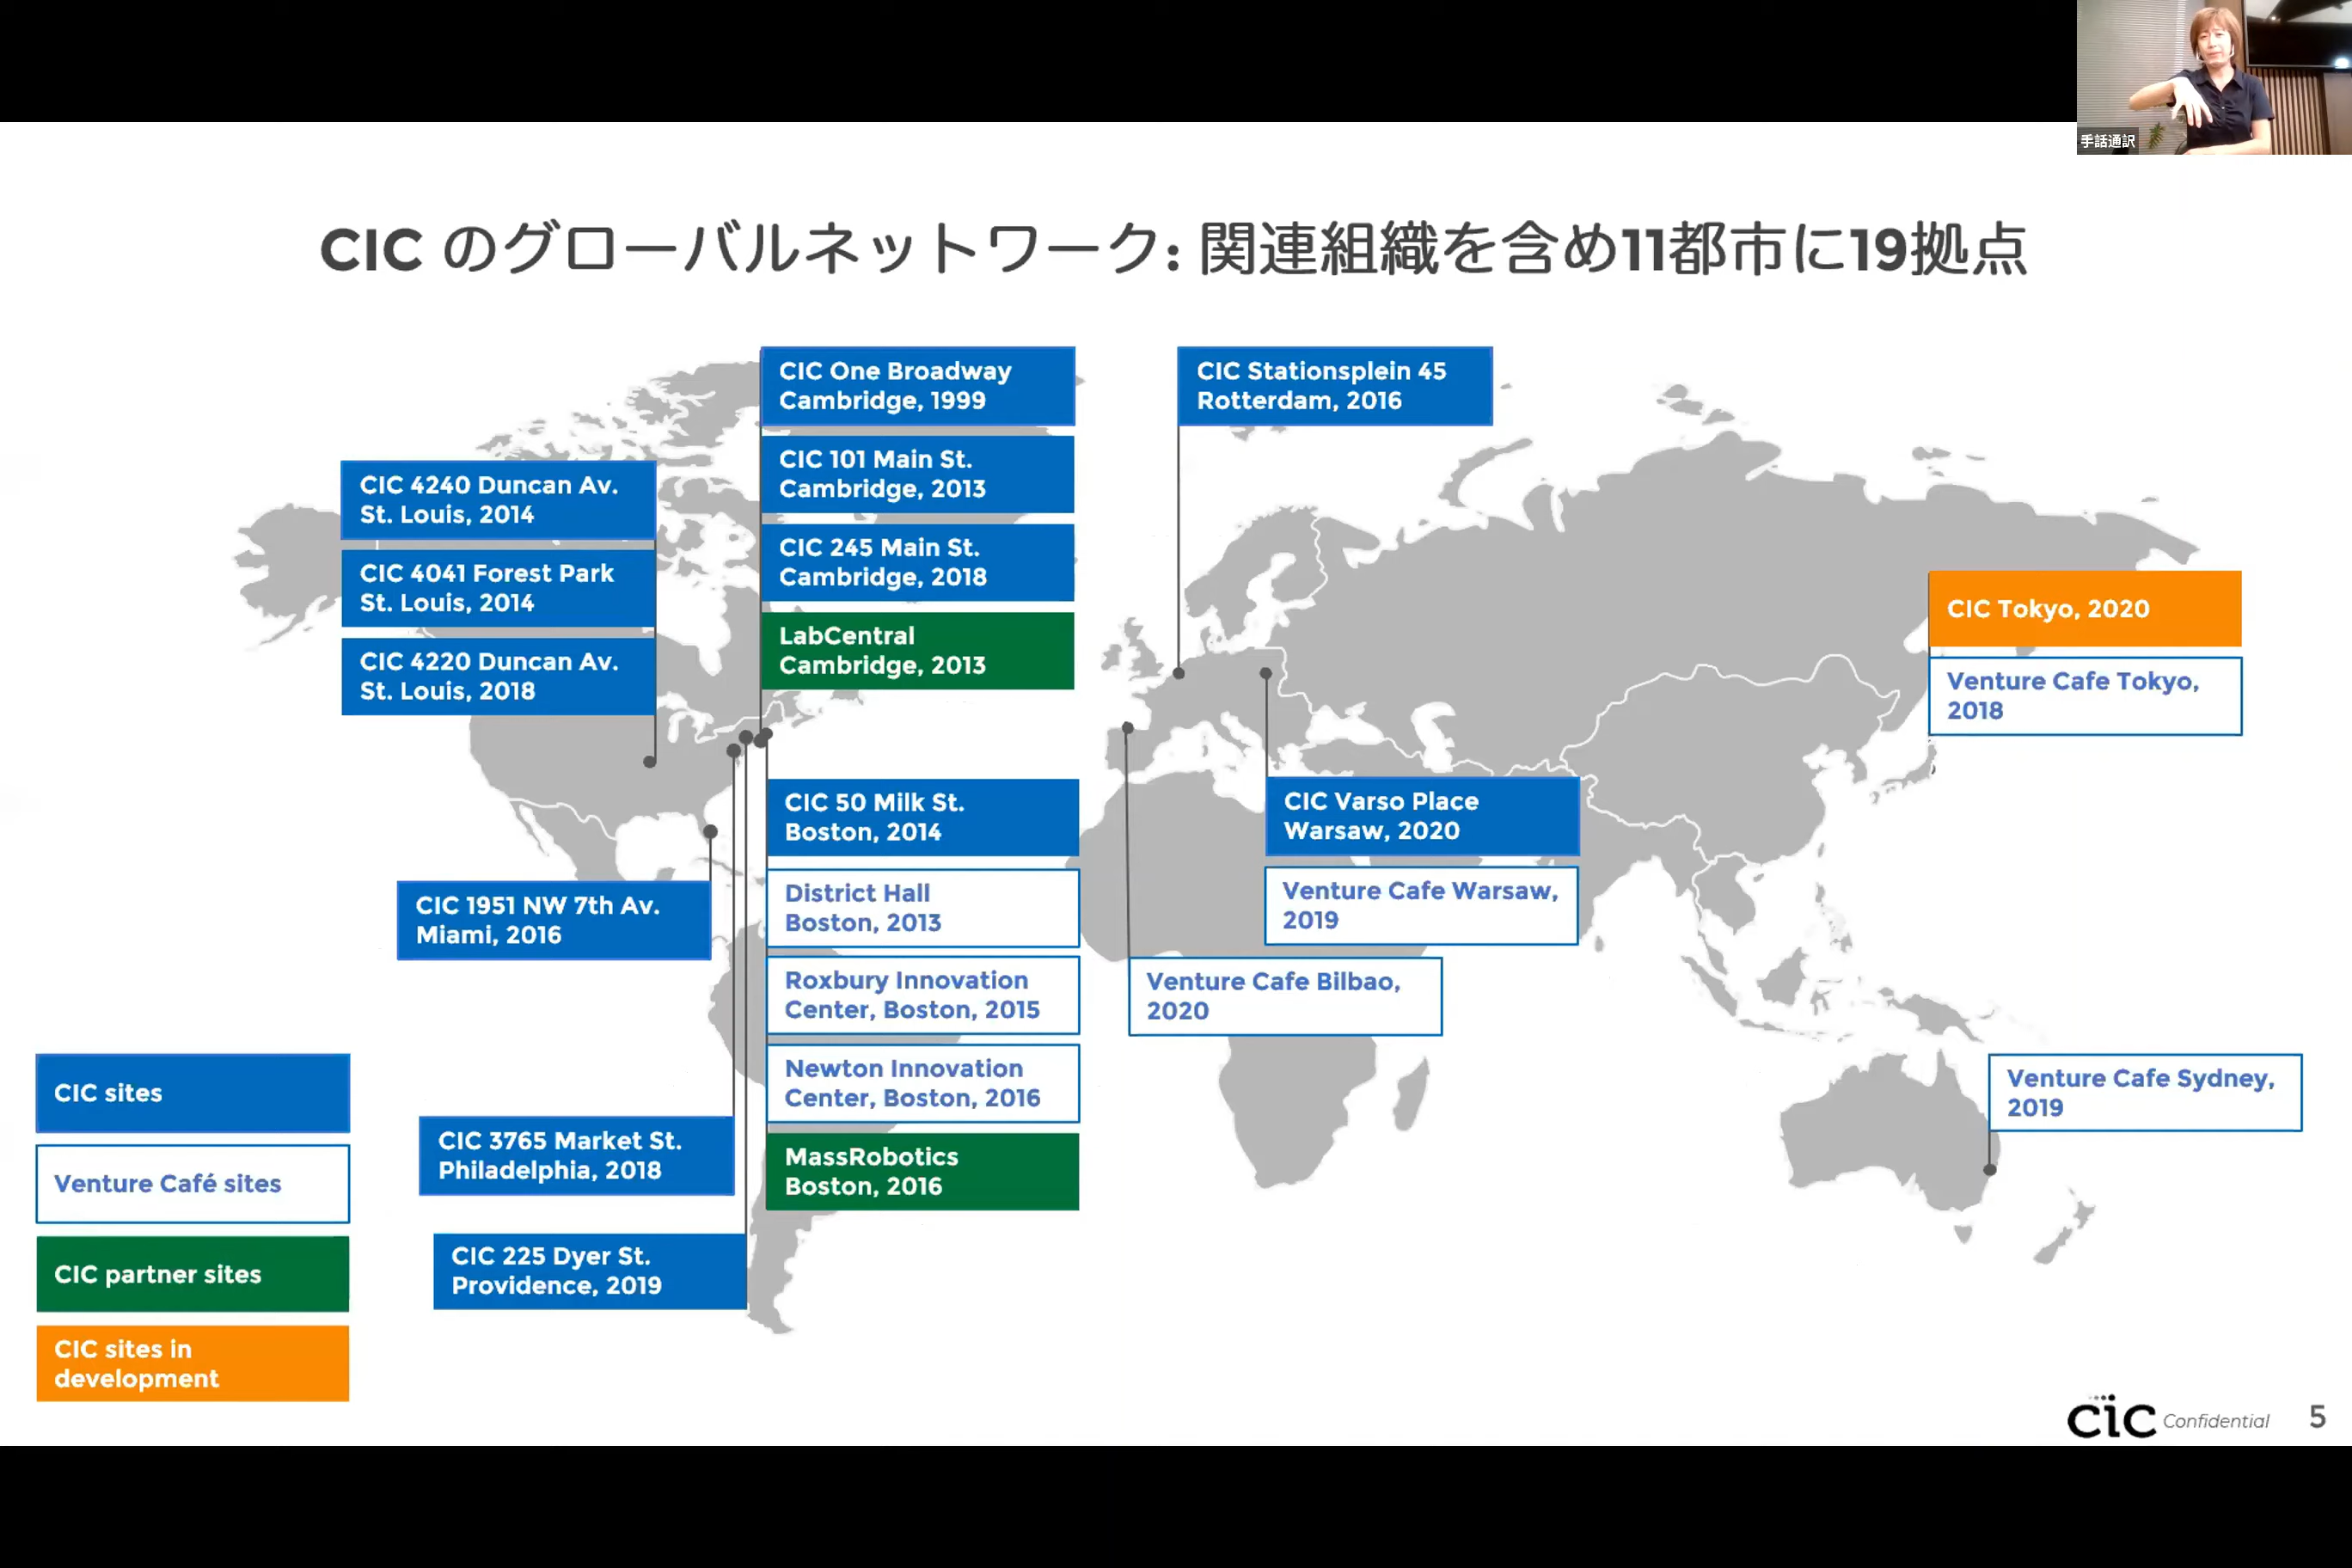 手話通訳
CIC のグローバルネットワーク: 関連組織を含め11都市に19拠点
CIC One Broadway
Cambridge, 1999
CIC 101 Main St.
Cambridge, 2013
CIC 245 Main St.
Cambridge, 2018
LabCentral
Cambridge, 2013
CIC Stationsplein 45
Rotterdam, 2016
CIC 4240 Duncan Av.
St. Louis, 2014
CIC 4041 Forest Park
St. Louis, 2014
CIC 4220 Duncan Av.
St. Louis, 2018
CIC Tokyo, 2020
Venture Cafe Tokyo,
2018
CIC 50 Milk St.
Boston, 2014
District Hall
Boston, 2013
Roxbury Innovation
Center, Boston, 2015
Newton Innovation
Center, Boston, 2016
MassRobotics
Boston, 2016
CIC Varso Place
Warsaw, 2020
Venture Cafe Warsaw,
2019
Venture Cafe Bilbao,
2020
CIC 1951 NW 7th Av.
Miami, 2016
Venture Cafe Sydney,
2019
CIC 3765 Market St.
Philadelphia, 2018
CIC 225 Dyer St.
Providence, 2019
CIC sites
Venture Café sites
CIC partner sites
CIC sites in
development
cic Confidential 5